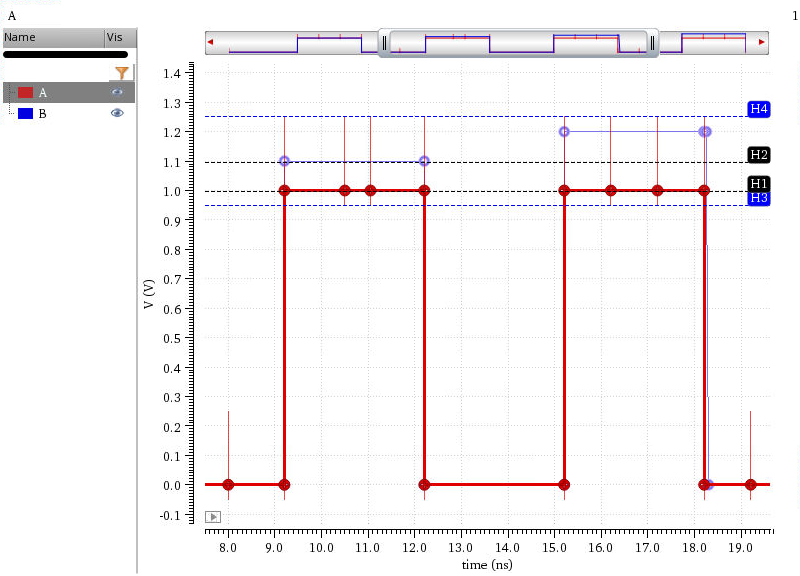 A 1
Name Vis
A
B
1.4
1.3
1.2
1.1
1.0
0.9
0.8
0.7
0.6
0.5
0.4
0.3
0.2
0.1
0.0
-0.1
V (V)
H4
H2
H1
H3
8.0 9.0 10.0 11.0 12.0 13.0 14.0 15.0 16.0 17.0 18.0 19.0
time (ns)